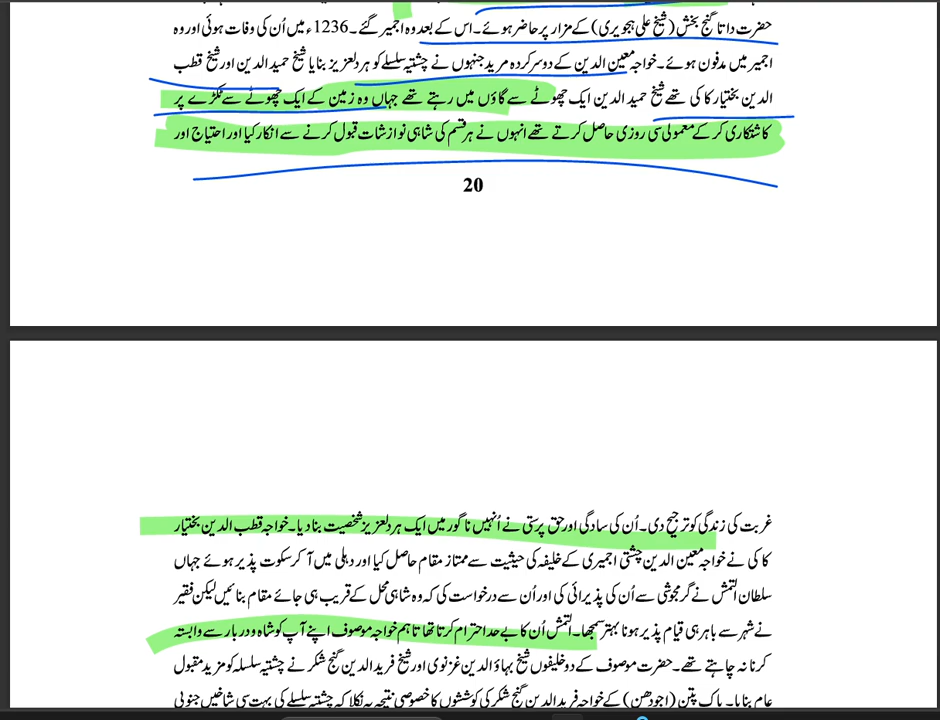 حضرت داتا گنج بخش (شیخ علی ہجویری) کے مزار پر حاضر ہوئے۔ اس کے بعد وہ اجمیر گئے۔ 1236ء میں اُن کی وفات ہوئی اور وہ
اجمیر میں مدفون ہوئے۔ خواجہ معین الدین کے دو سرکردہ مرید جنہوں نے چشتیہ سلسلے کو ہردلعزیز بنایا شیخ حمید الدین اور شیخ قطب
الدین بختیار کاکی تھے شیخ حمید الدین ایک چھوٹے سے گاؤں میں رہتے تھے جہاں وہ زمین کے ایک چھوٹے سے ٹکڑے پر
کاشتکاری کر کے معمولی سی روزی حاصل کرتے تھے انہوں نے ہر قسم کی شاہی نوازشات قبول کرنے سے انکار کیا اور احتیاج اور
20
غربت کی زندگی کو ترجیح دی۔ اُن کی سادگی اور حق پرستی نے اُنہیں ناگور میں ایک ہردلعزیز شخصیت بنا دیا۔ خواجہ قطب الدین بختیار
کاکی نے خواجہ معین الدین چشتی اجمیری کے خلیفہ کی حیثیت سے ممتاز مقام حاصل کیا اور دہلی میں آ کر سکوت پذیر ہوئے جہاں
سلطان التمش نے گرمجوشی سے اُن کی پذیرائی کی اور اُن سے درخواست کی کہ وہ شاہی محل کے قریب ہی جائے مقام بنائیں لیکن فقیر
نے شہر سے باہر ہی قیام پذیر ہونا بہتر سمجھا۔ التمش اُن کا بے حد احترام کرتا تھا تاہم خواجہ موصوف اپنے آپ کو شاہ و دربار سے وابستہ
کرنا نہ چاہتے تھے۔ حضرت موصوف کے دو خلیفوں شیخ بہاؤ الدین غزنوی اور شیخ فرید الدین گنج شکر نے چشتیہ سلسلہ کو مزید مقبول
عام بنایا۔ پاک پتن (اجودھن) کے خواجہ فرید الدین گنج شکر کی کوششوں کا خصوصی نتیجہ یہ نکلا کہ چشتیہ سلسلے کی بہت سی شاخیں جنوبی